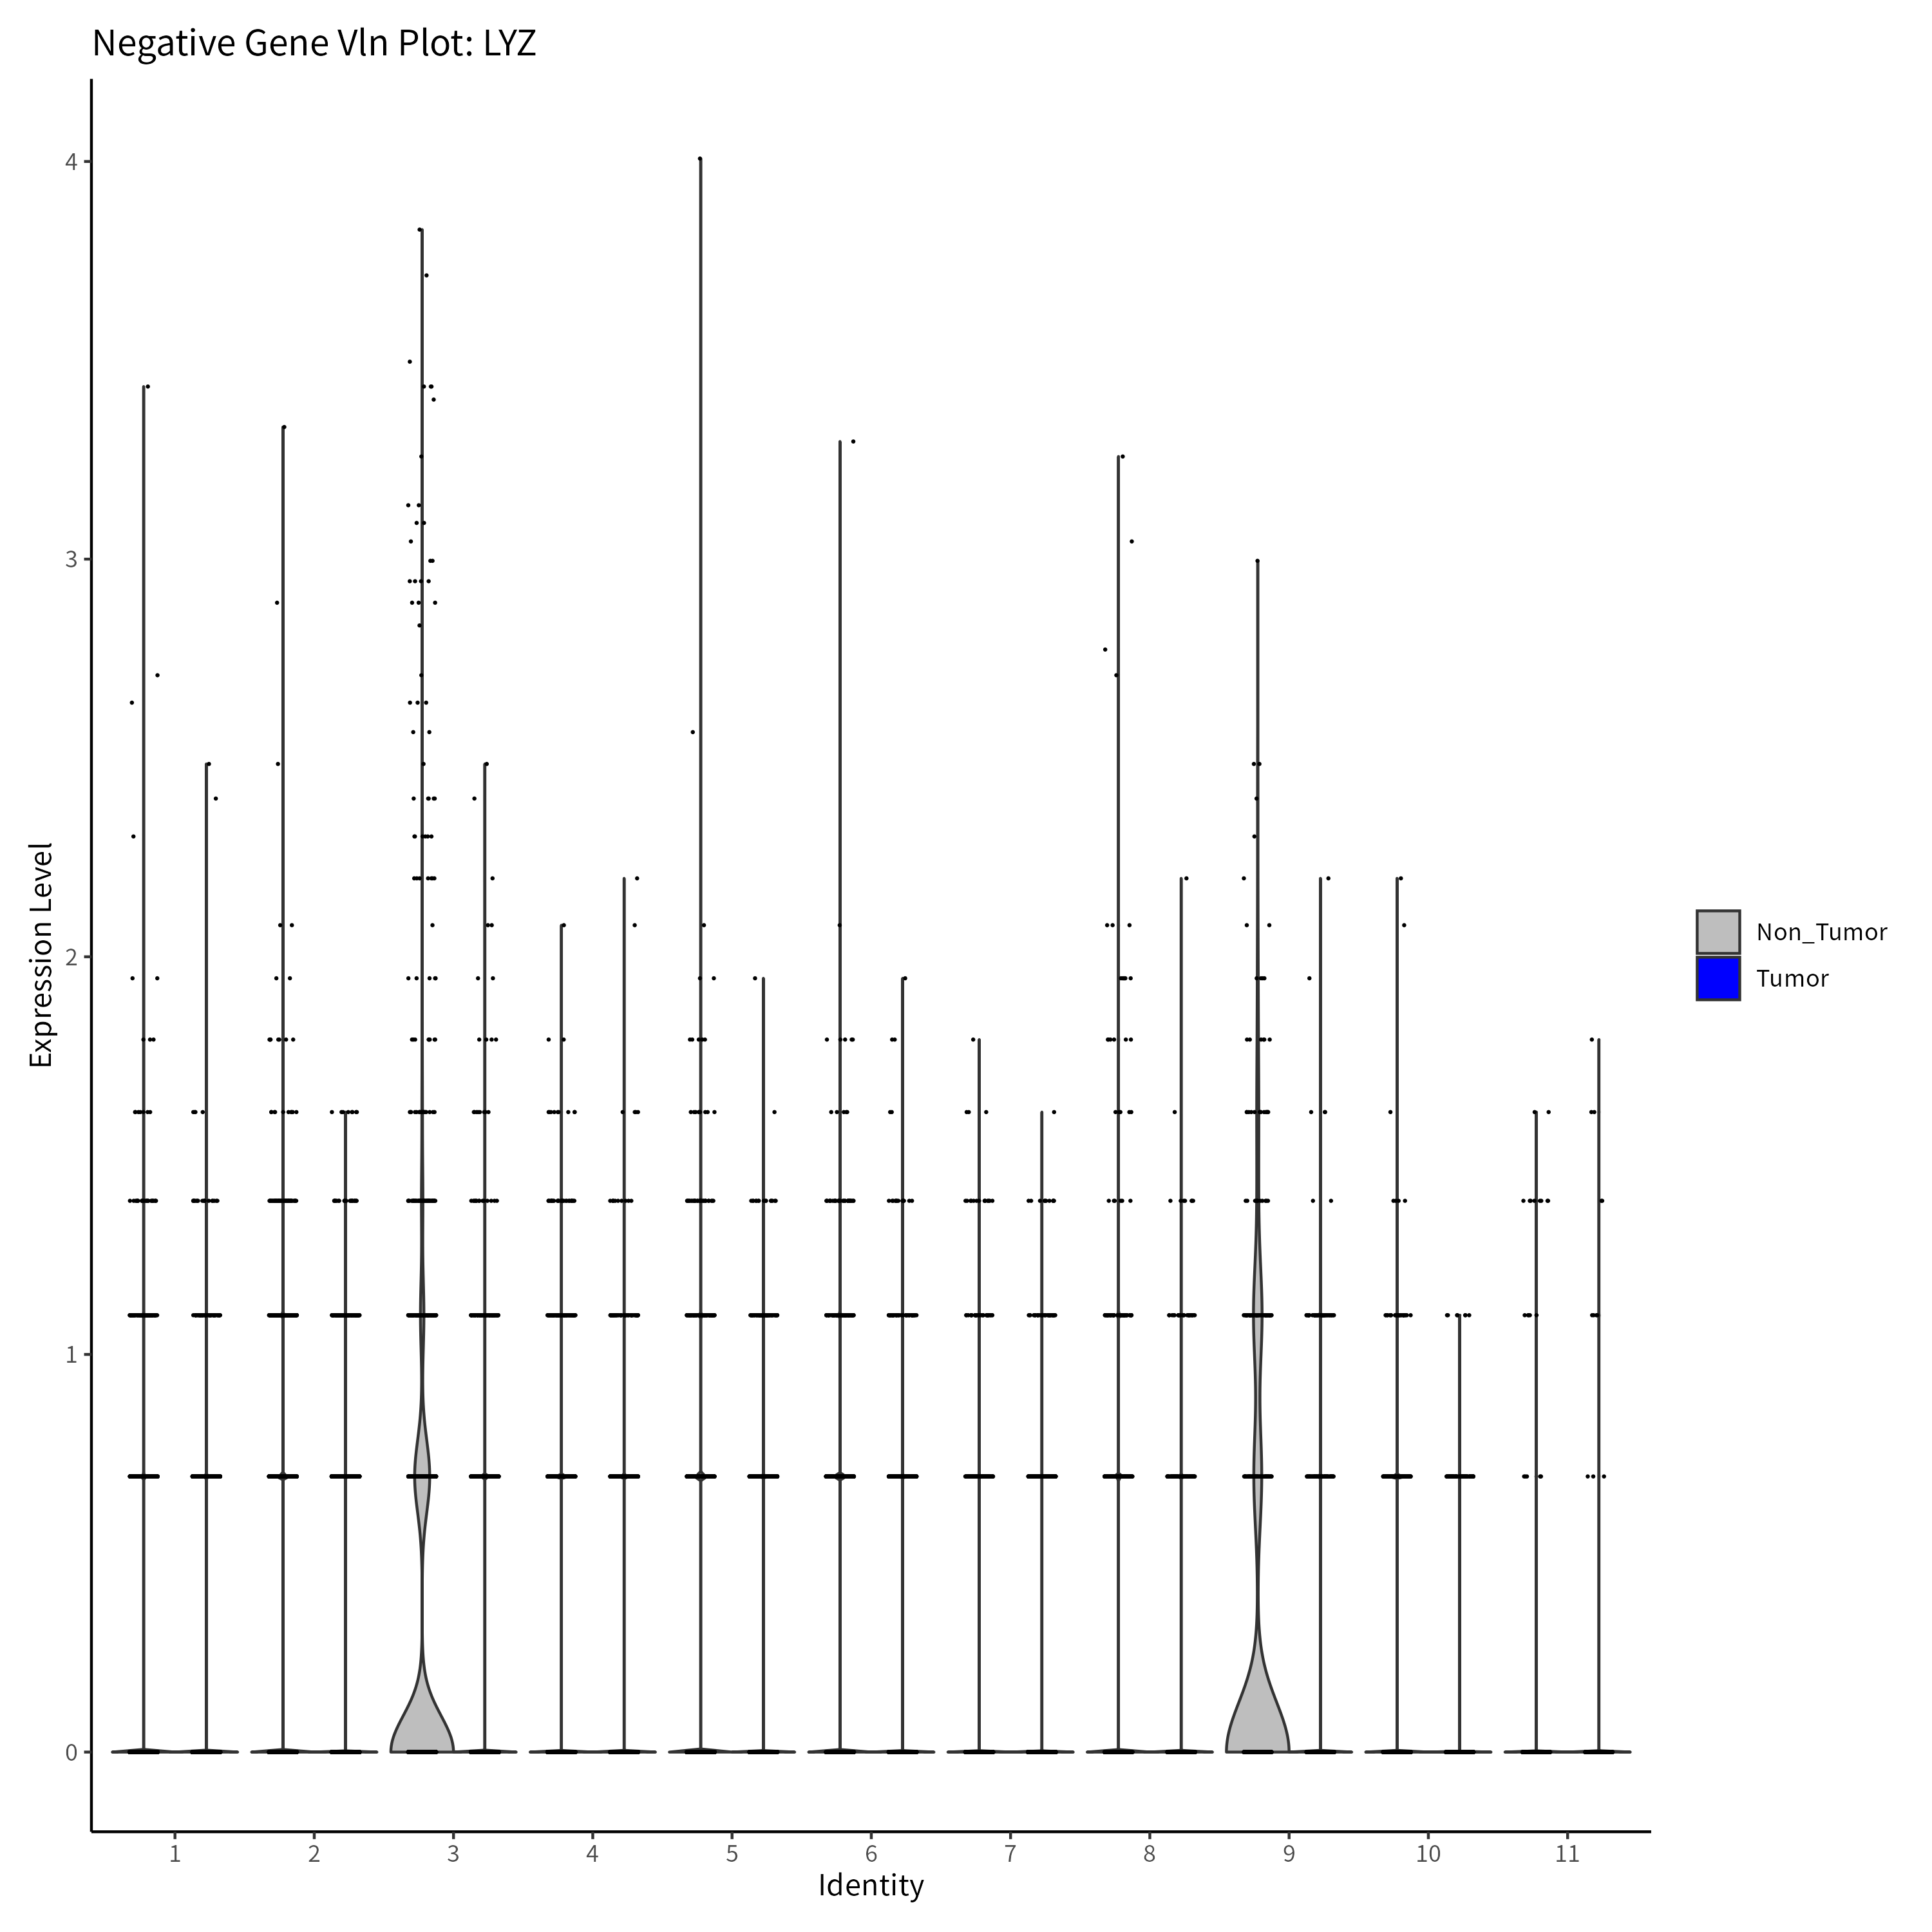 Negative Gene Vln Plot: LYZ
Expression Level
4
3
2
1
0
1 2 3 4 5 6 7 8 9 10 11
Identity
Non_Tumor
Tumor